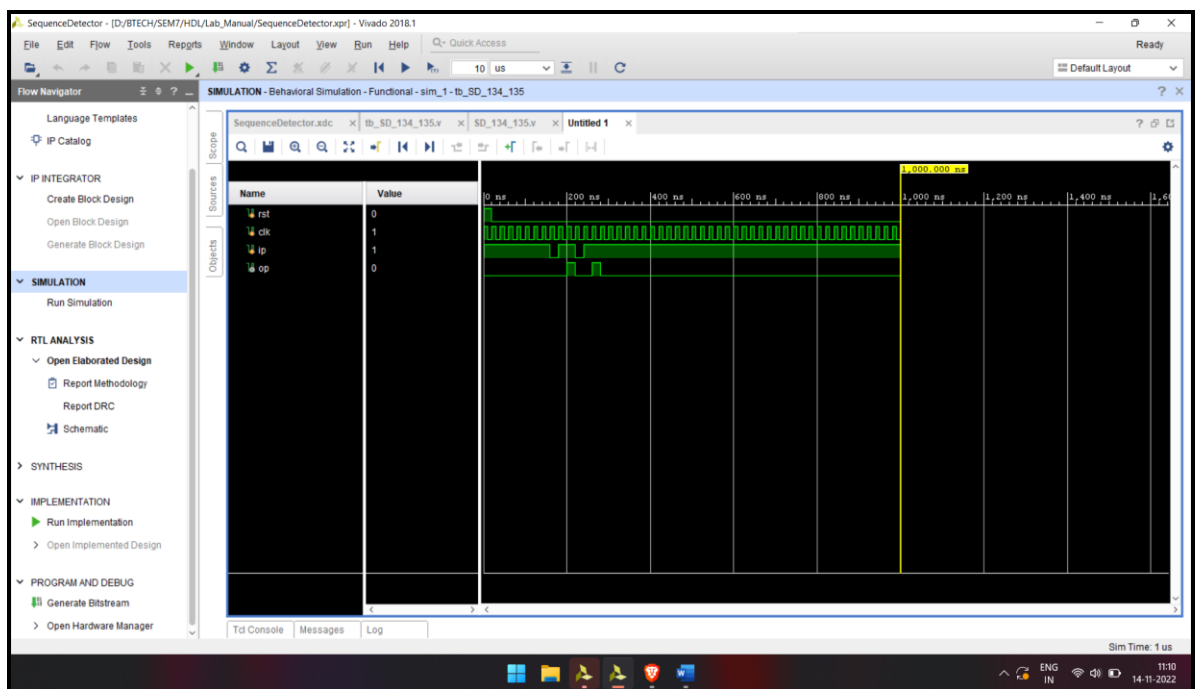 SequenceDetector - [D:/BTECH/SEM7/HDL/Lab_Manual/SequenceDetector.xpr] - Vivado 2018.1
File Edit Flow Tools Reports Window Layout View Run Help Q- Quick Access Ready
10 us Default Layout
Flow Navigator ? SIMULATION - Behavioral Simulation - Functional - sim_1 - tb_SD_134_135 ?
Language Templates
IP Catalog
IP INTEGRATOR
Create Block Design
Open Block Design
Generate Block Design
SIMULATION
Run Simulation
RTL ANALYSIS
Open Elaborated Design
Report Methodology
Report DRC
Schematic
SYNTHESIS
IMPLEMENTATION
Run Implementation
Open Implemented Design
PROGRAM AND DEBUG
Generate Bitstream
Open Hardware Manager
Scope
Sources
Objects
SequenceDetector.xdc tb_SD_134_135.v SD_134_135.v Untitled 1 ?
1,000.000 ns
Name Value 0 ns 200 ns 400 ns 600 ns 800 ns 1,000 ns 1,200 ns 1,400 ns 1,6
rst 0
clk 1
ip 1
op 0
Tcl Console Messages Log
Sim Time: 1 us
ENG
IN
11:10
14-11-2022